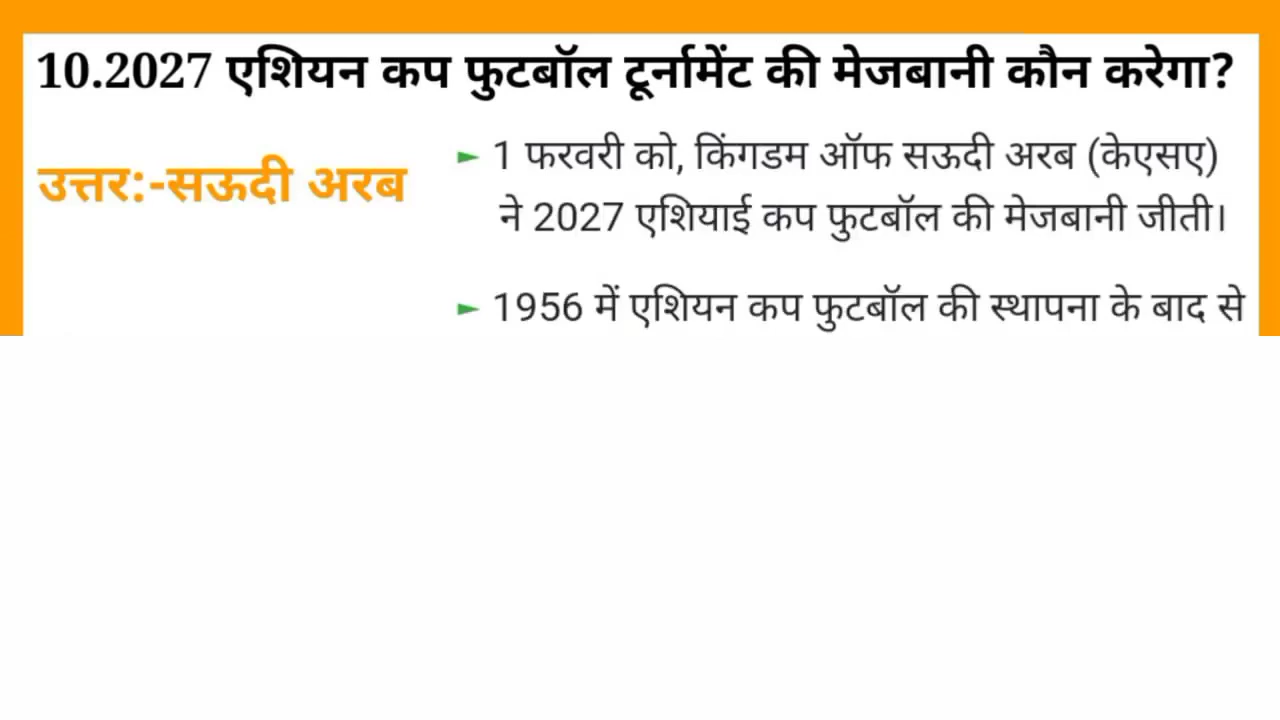 10.2027 एशियन कप फुटबॉल टूर्नामेंट की मेजबानी कौन करेगा?
उत्तर:-सऊदी अरब
► 1 फरवरी को, किंगडम ऑफ सऊदी अरब (केएसए)
ने 2027 एशियाई कप फुटबॉल की मेजबानी जीती।
► 1956 में एशियन कप फुटबॉल की स्थापना के बाद से